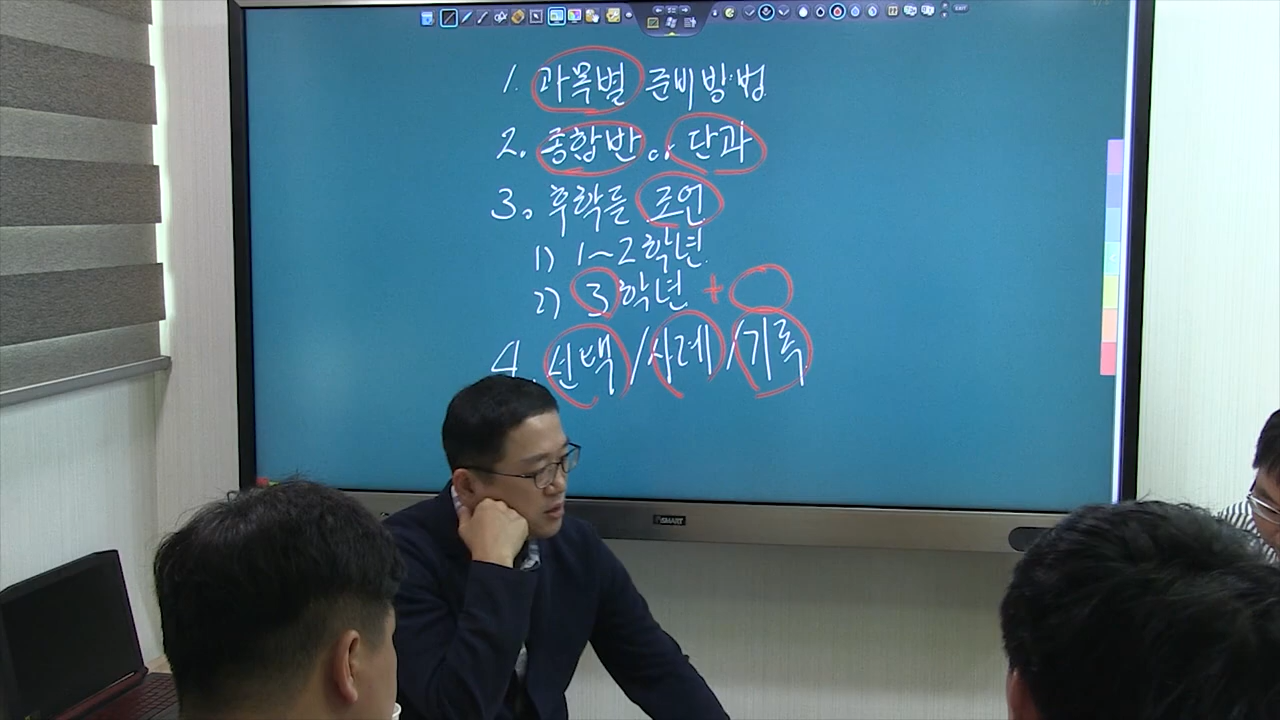 1. 과목별 준비방법
2. 종합반 or 단과
3. 후학들 조언
1) 1~2학년
2) 3학년 +
4. 선택/사례/기록
SMART